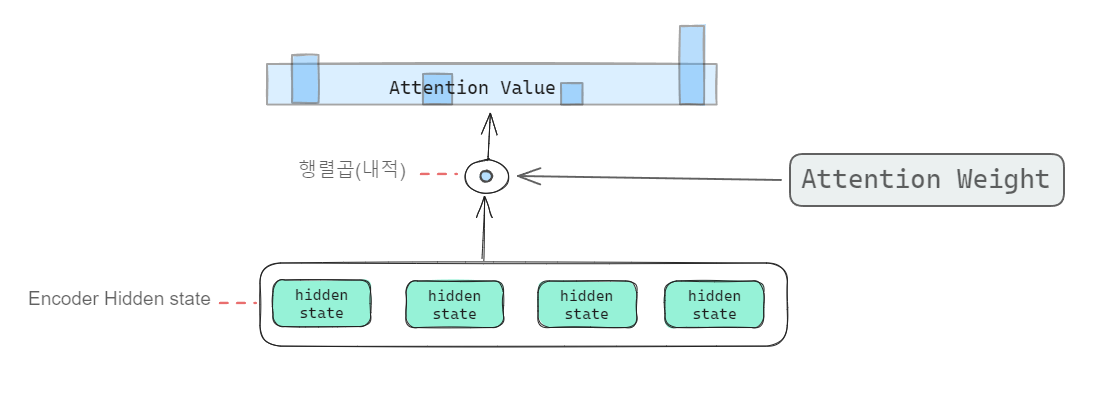 Attention Value
행렬곱(내적)
Attention Weight
Encoder Hidden state
hidden
state
hidden
state
hidden
state
hidden
state